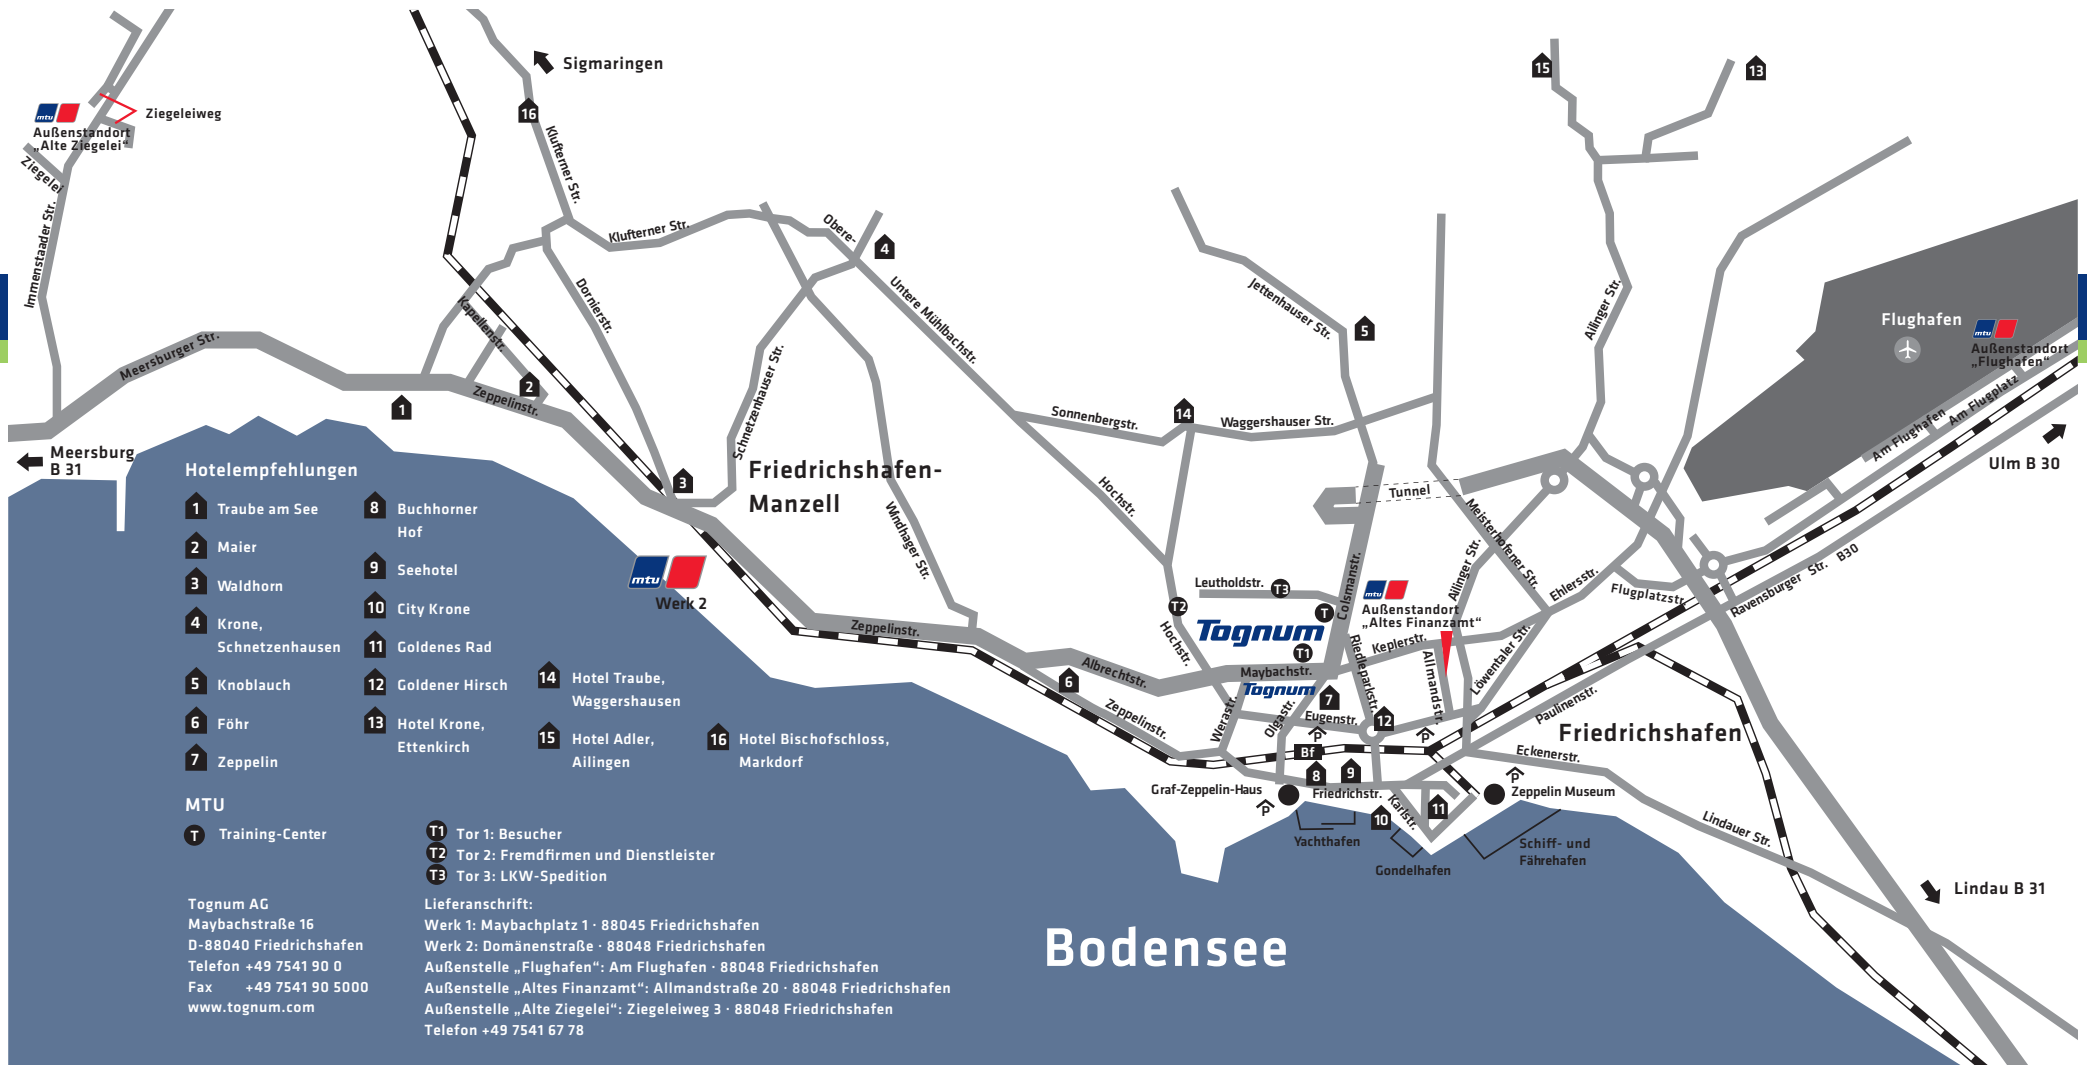 Sigmaringen
15
13
16
Ziegeleiweg
mtu
Außenstandort
„Alte Ziegelei“
Ziegelei
Immenstaader Str.
Klufterner Str.
Klufterner Str.
Obere-
4
Untere Mühlbachstr.
Dornierstr.
Kapellenstr.
Jettenhauser Str.
5
Ailinger Str.
Flughafen
mtu
Außenstandort
„Flughafen“
Am Flugplatz
Am Flughafen
Ulm B 30
Meersburger Str.
1
2
Zeppelinstr.
Schnetzenhauser Str.
Sonnenbergstr.
14
Waggershauser Str.
Meersburg
B 31
3
Friedrichshafen-
Manzell
Hochstr.
Tunnel
Meisterhofener Str.
Windhager Str.
mtu
Werk 2
Zeppelinstr.
Leutholdstr.
T3
T2
T
Colsmanstr.
mtu
Außenstandort
„Altes Finanzamt“
Ailinger Str.
Ehlersstr.
Flugplatzstr.
Ravensburger Str. B30
Hochstr.
Tognum
T1
Maybachstr.
Tognum
Riedleparkstr.
Keplerstr.
Allmandstr.
Löwentaler Str.
Paulinenstr.
6
Albrechtstr.
Zeppelinstr.
Werastr.
Olgastr.
7
Eugenstr.
12
P
P
Friedrichshafen
Eckenerstr.
Bf
8
9
Graf-Zeppelin-Haus
P
Friedrichstr.
Karlstr.
10
11
P
Zeppelin Museum
Yachthafen
Gondelhafen
Schiff- und
Fährehafen
Lindauer Str.
Lindau B 31
Bodensee
Hotelempfehlungen
1 Traube am See
2 Maier
3 Waldhorn
4 Krone,
Schnetzenhausen
5 Knoblauch
6 Föhr
7 Zeppelin
8 Buchhorner
Hof
9 Seehotel
10 City Krone
11 Goldenes Rad
12 Goldener Hirsch
13 Hotel Krone,
Ettenkirch
14 Hotel Traube,
Waggershausen
15 Hotel Adler,
Ailingen
16 Hotel Bischofschloss,
Markdorf
MTU
T Training-Center
T1 Tor 1: Besucher
T2 Tor 2: Fremdfirmen und Dienstleister
T3 Tor 3: LKW-Spedition
Tognum AG
Maybachstraße 16
D-88040 Friedrichshafen
Telefon +49 7541 90 0
Fax +49 7541 90 5000
www.tognum.com
Lieferanschrift:
Werk 1: Maybachplatz 1 · 88045 Friedrichshafen
Werk 2: Domänenstraße · 88048 Friedrichshafen
Außenstelle „Flughafen“: Am Flughafen · 88048 Friedrichshafen
Außenstelle „Altes Finanzamt“: Allmandstraße 20 · 88048 Friedrichshafen
Außenstelle „Alte Ziegelei“: Ziegeleiweg 3 · 88048 Friedrichshafen
Telefon +49 7541 67 78